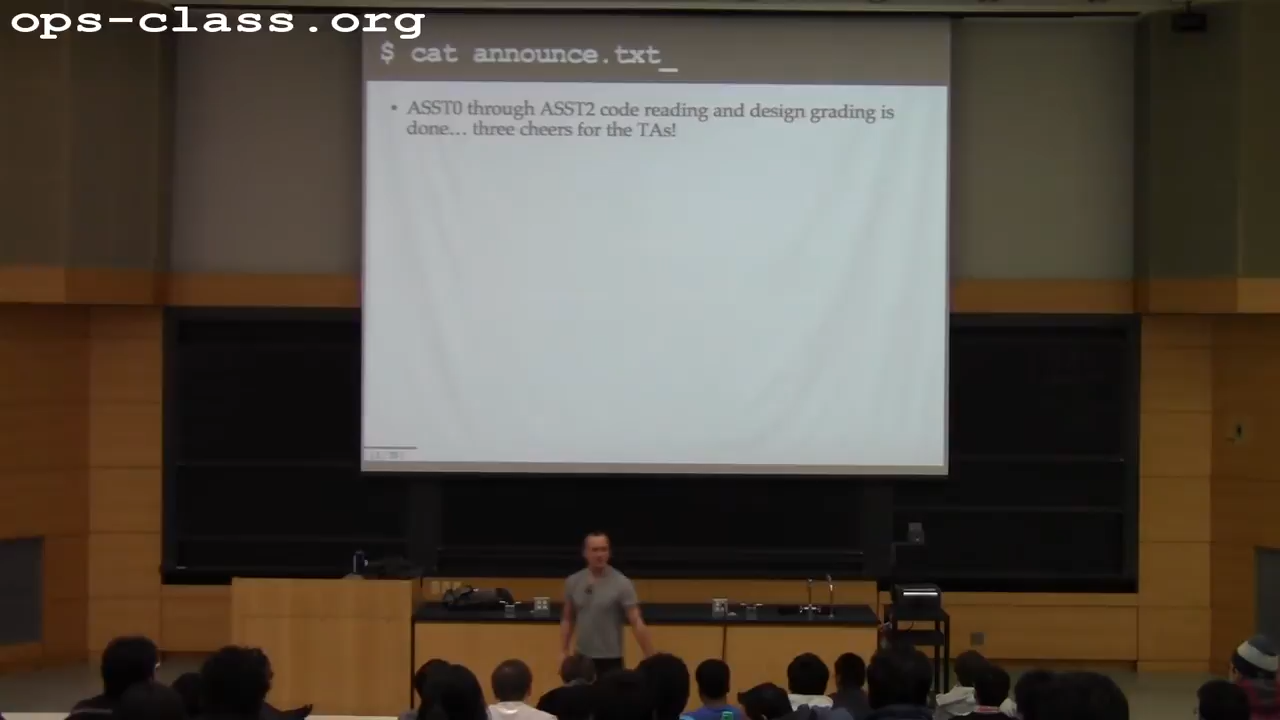 ops-class.org
$ cat announce.txt_
• ASST0 through ASST2 code reading and design grading is
done... three cheers for the TAs!